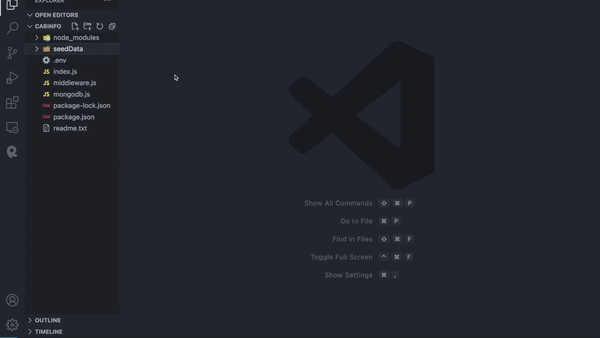 EXPLORER
OPEN EDITORS
CARINFO
node_modules
seedData
.env
JS index.js
JS middleware.js
JS mongodb.js
package-lock.json
package.json
readme.txt
OUTLINE
TIMELINE
Show All Commands ⇧ ⌘ P
Go to File ⌘ P
Find in Files ⇧ ⌘ F
Toggle Full Screen ^ ⌘ F
Show Settings ⌘ ,